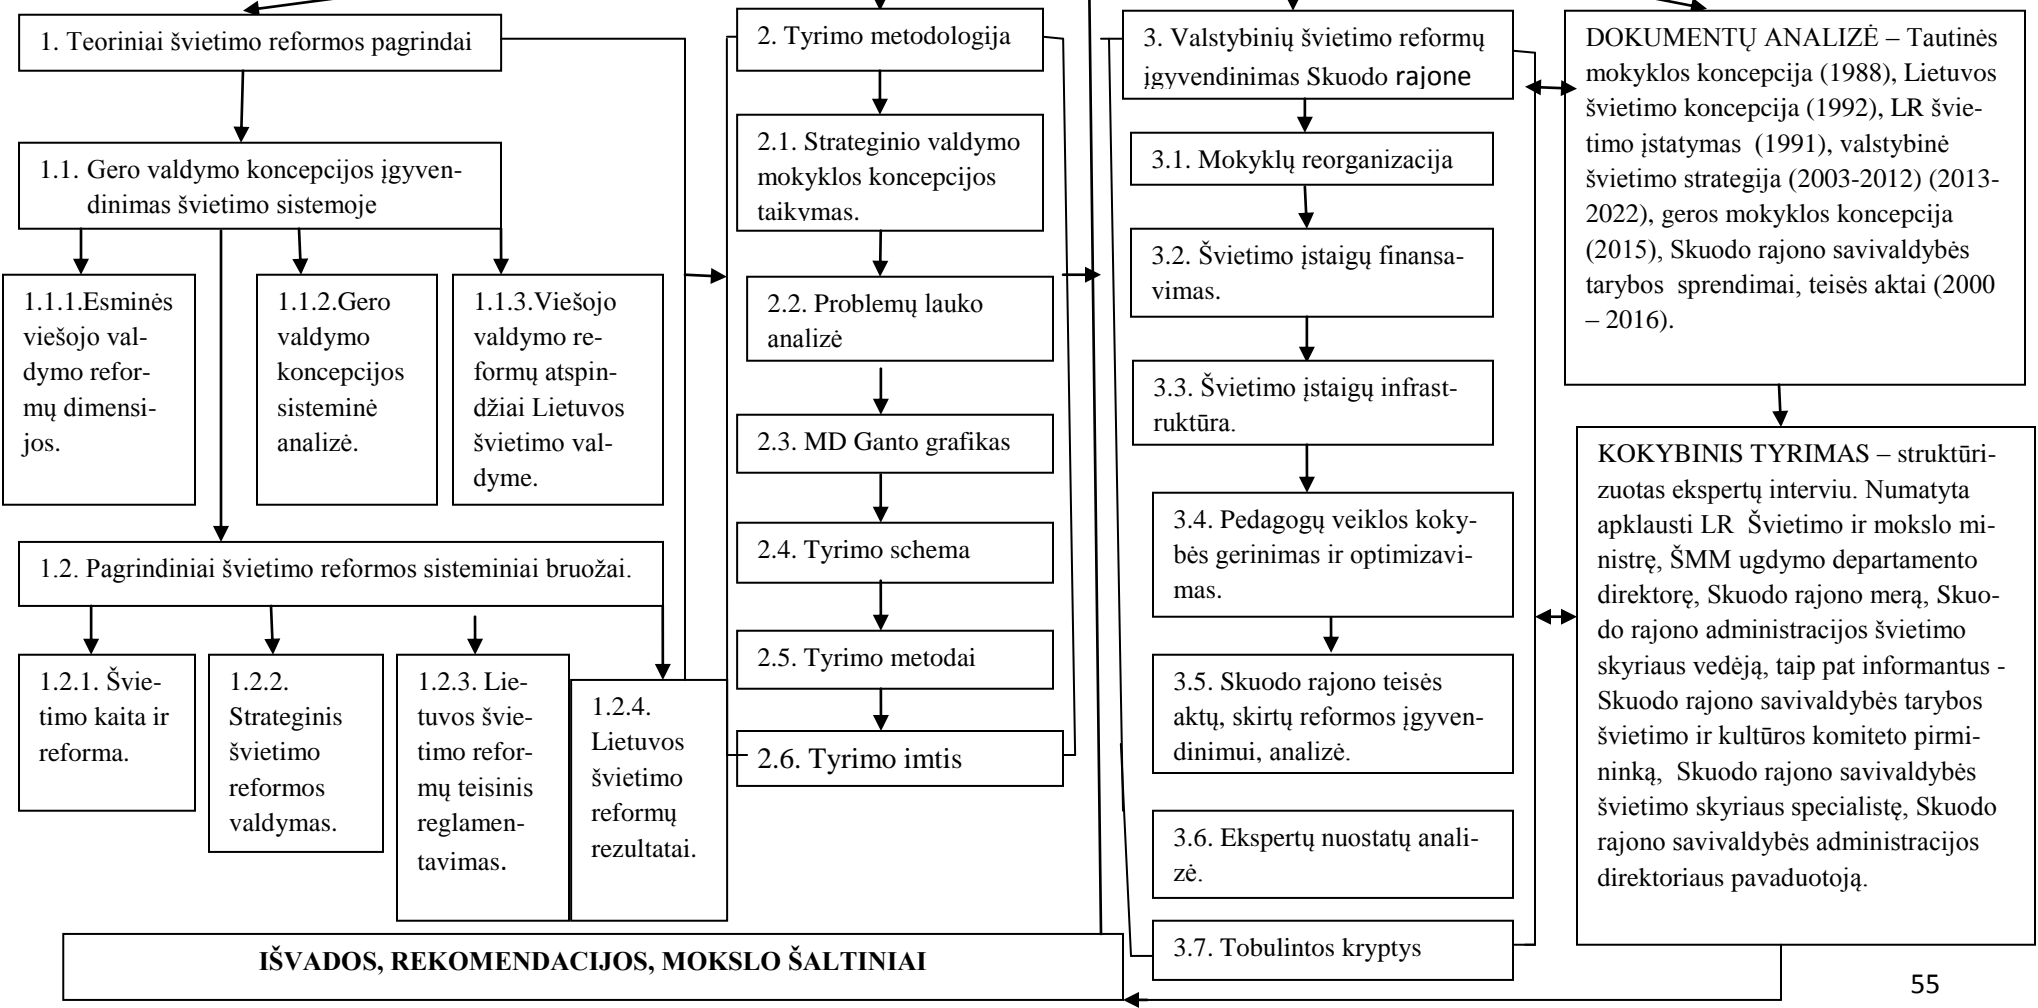 1. Teoriniai švietimo reformos pagrindai
1.1. Gero valdymo koncepcijos įgyven-
dinimas švietimo sistemoje
1.1.1.Esminės
viešojo val-
dymo refor-
mų dimensi-
jos.
1.1.2.Gero
valdymo
koncepcijos
sisteminė
analizė.
1.1.3.Viešojo
valdymo re-
formų atspin-
džiai Lietuvos
švietimo val-
dyme.
1.2. Pagrindiniai švietimo reformos sisteminiai bruožai.
1.2.1. Švie-
timo kaita ir
reforma.
1.2.2.
Strateginis
švietimo
reformos
valdymas.
1.2.3. Lie-
tuvos švie-
timo refor-
mų teisinis
reglamen-
tavimas.
1.2.4.
Lietuvos
švietimo
reformų
rezultatai.
2. Tyrimo metodologija
2.1. Strateginio valdymo
mokyklos koncepcijos
taikymas.
2.2. Problemų lauko
analizė
2.3. MD Ganto grafikas
2.4. Tyrimo schema
2.5. Tyrimo metodai
2.6. Tyrimo imtis
3. Valstybinių švietimo reformų
įgyvendinimas Skuodo rajone
3.1. Mokyklų reorganizacija
3.2. Švietimo įstaigų finansa-
vimas.
3.3. Švietimo įstaigų infrast-
ruktūra.
3.4. Pedagogų veiklos koky-
bės gerinimas ir optimizavi-
mas.
3.5. Skuodo rajono teisės
aktų, skirtų reformos įgyven-
dinimui, analizė.
3.6. Ekspertų nuostatų anali-
zė.
3.7. Tobulintos kryptys
DOKUMENTŲ ANALIZĖ – Tautinės
mokyklos koncepcija (1988), Lietuvos
švietimo koncepcija (1992), LR švie-
timo įstatymas (1991), valstybinė
švietimo strategija (2003-2012) (2013-
2022), geros mokyklos koncepcija
(2015), Skuodo rajono savivaldybės
tarybos sprendimai, teisės aktai (2000
– 2016).
KOKYBINIS TYRIMAS – struktūri-
zuotas ekspertų interviu. Numatyta
apklausti LR Švietimo ir mokslo mi-
nistrę, ŠMM ugdymo departamento
direktorę, Skuodo rajono merą, Skuo-
do rajono administracijos švietimo
skyriaus vedėją, taip pat informantus -
Skuodo rajono savivaldybės tarybos
švietimo ir kultūros komiteto pirmi-
ninką, Skuodo rajono savivaldybės
švietimo skyriaus specialistę, Skuodo
rajono savivaldybės administracijos
direktoriaus pavaduotoją.
IŠVADOS, REKOMENDACIJOS, MOKSLO ŠALTINIAI
55